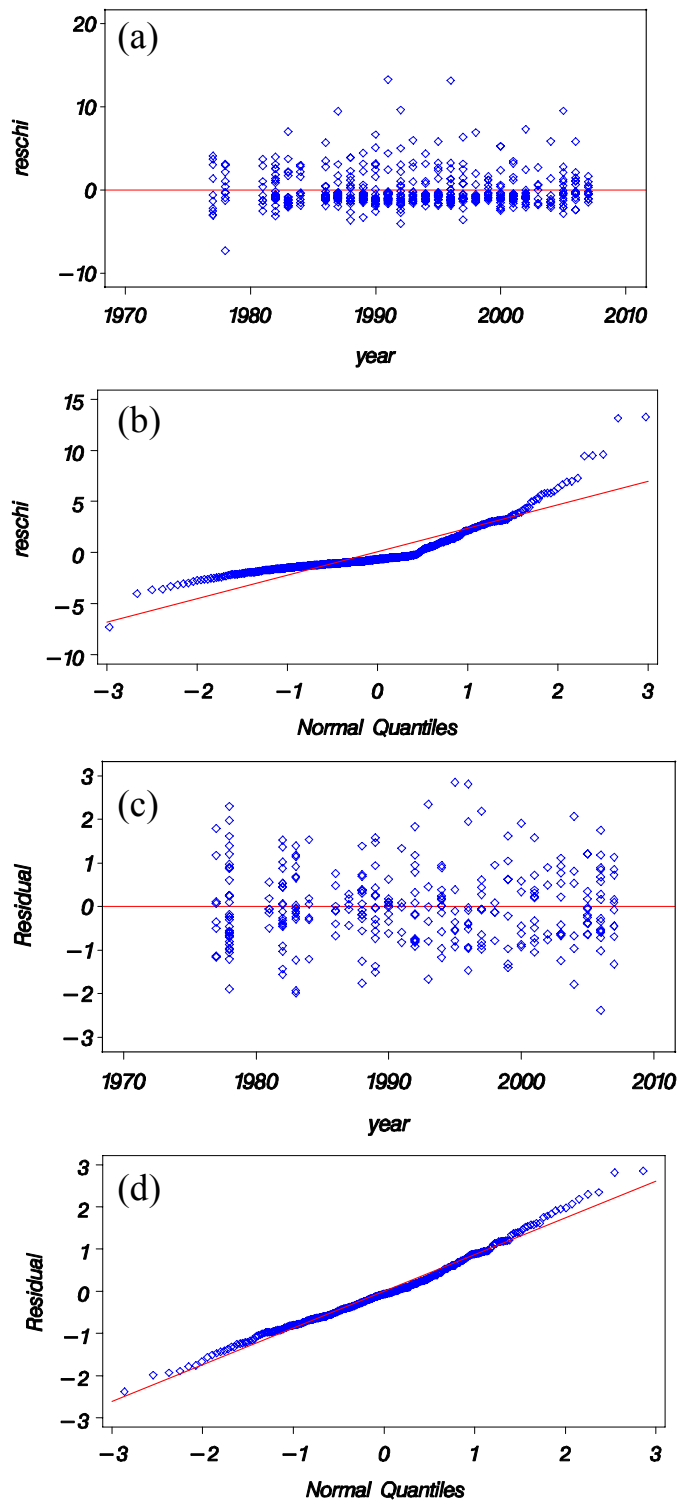 (a)
reschi
20
10
0
−10
1970 1980 1990 2000 2010
year
(b)
reschi
15
10
5
0
−5
−10
−3 −2 −1 0 1 2 3
Normal Quantiles
(c)
Residual
3
2
1
0
−1
−2
−3
1970 1980 1990 2000 2010
year
(d)
Residual
3
2
1
0
−1
−2
−3
−3 −2 −1 0 1 2 3
Normal Quantiles